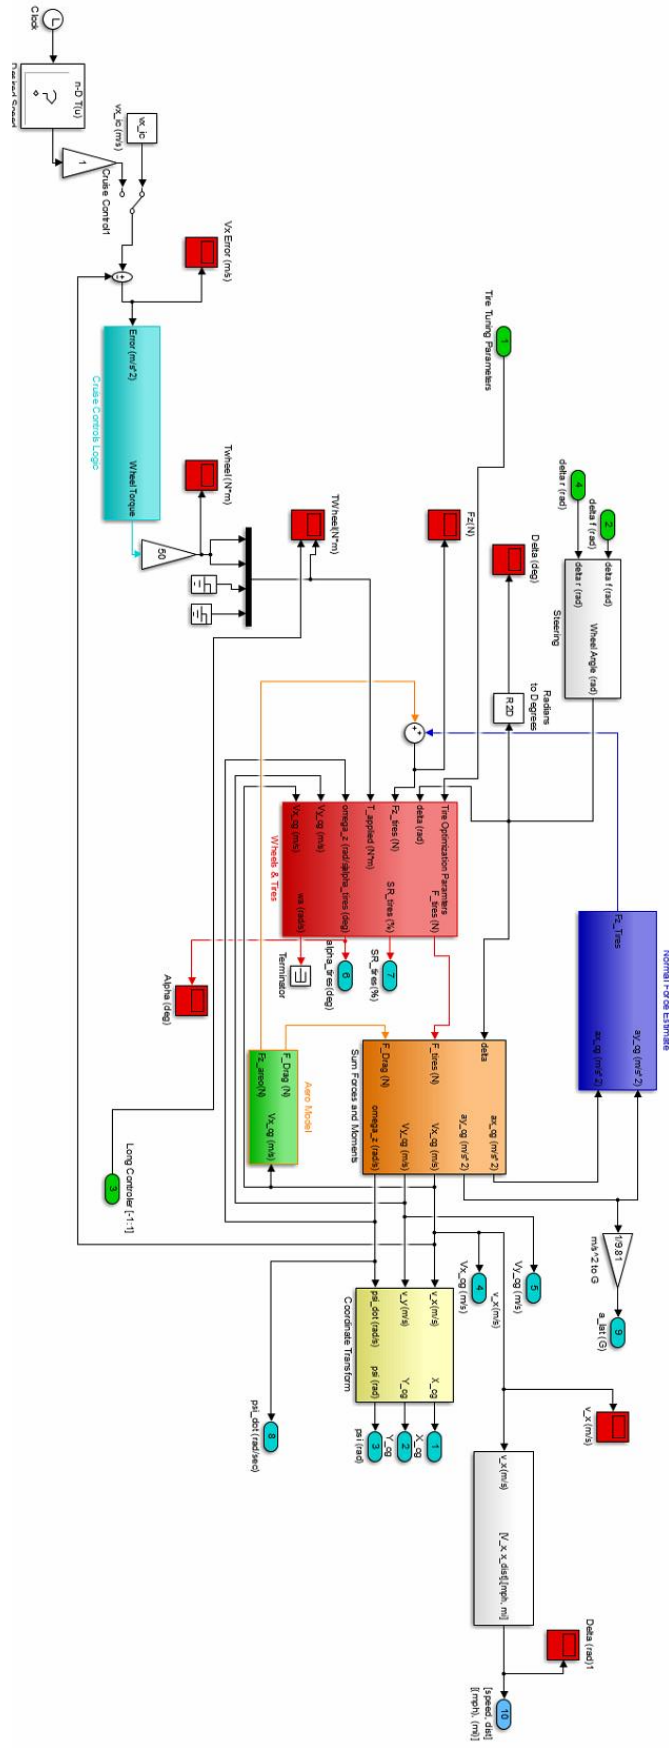 Clock
n-D T(u)
?
Desired Speed
vx_ic
vx_ic (m/s)
1
Cruise Control1
Vx Error (m/s)
Error (m/s^2)
Wheel Torque
Cruise Controls Logic
Twheel (N*m)
50
TWheel(N*m)
1
Tire Tuning Parameters
Fz(N)
Delta (deg)
4
delta r (rad)
2
delta f (rad)
delta f (rad)
delta r (rad)
Wheel Angle (rad)
Steering
R2D
Radians
to Degrees
Tire Optimization Paramters
delta (rad)
Fz_tires (N)
T_applied (N*m)
omega_z (rad/s)
Vy_cg (m/s)
Vx_cg (m/s)
F_tires (N)
SR_tires (%)
alpha_tires (deg)
wa (rad/s)
Wheels & Tires
7
SR_tires(%)
6
alpha_tires(deg)
Terminator
Alpha (deg)
Fz_Tires
ay_cg (m/s^2)
ax_cg (m/s^2)
Normal Force Estimate
delta
F_tires (N)
F_Drag (N)
ax_cg (m/s^2)
ay_cg (m/s^2)
Vx_cg (m/s)
Vy_cg (m/s)
omega_z (rad/s)
Sum Forces and Moments
Aero Model
F_Drag (N)
Fz_areo(N)
Vx_cg (m/s)
3
Long Controler [-1:1]
1/9.81
m/s^2 to G
9
a_lat (G)
5
Vy_cg (m/s)
4
Vx_cg (m/s)
v_x(m/s)
v_x(m/s)
v_y(m/s)
psi_dot (rad/s)
X_cg
Y_cg
psi (rad)
Coordinate Transform
1
X_cg
2
Y_cg
3
psi (rad)
8
psi_dot (rad/sec)
v_x (m/s)
v_x(m/s)
[V_x, x_dist],[mph, mi]
Delta (rad)1
10
[speed, dist]
[(mph), (mi)]